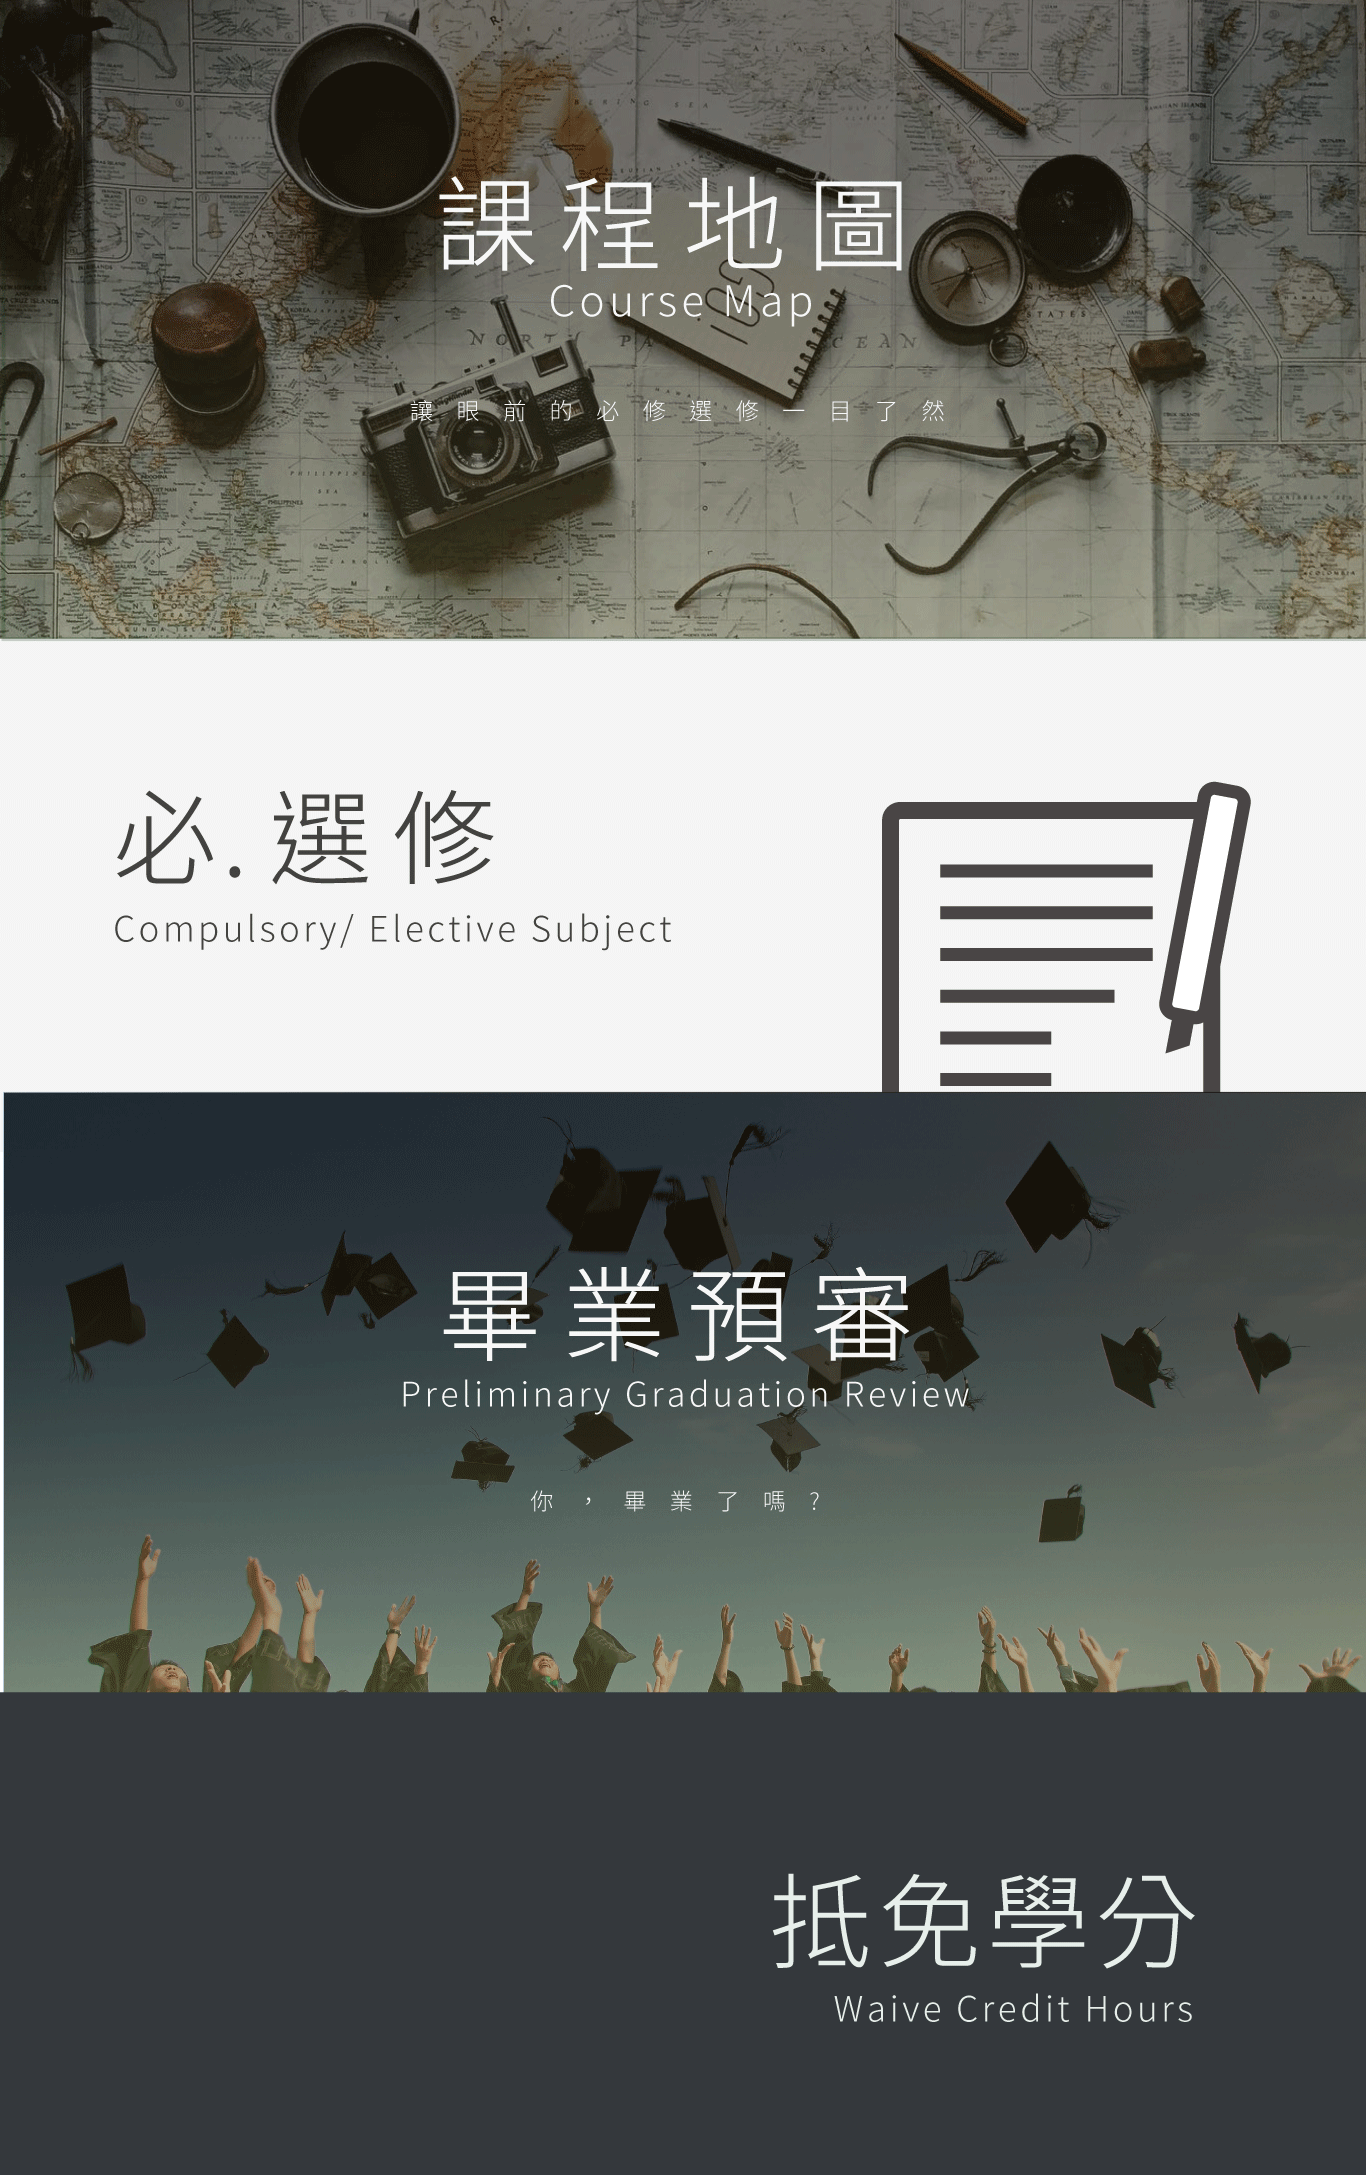 課程地圖
Course Map
讓眼前的必修選修一目了然
必.選修
Compulsory/ Elective Subject
畢業預審
Preliminary Graduation Review
你，畢業了嗎?
抵免學分
Waive Credit Hours